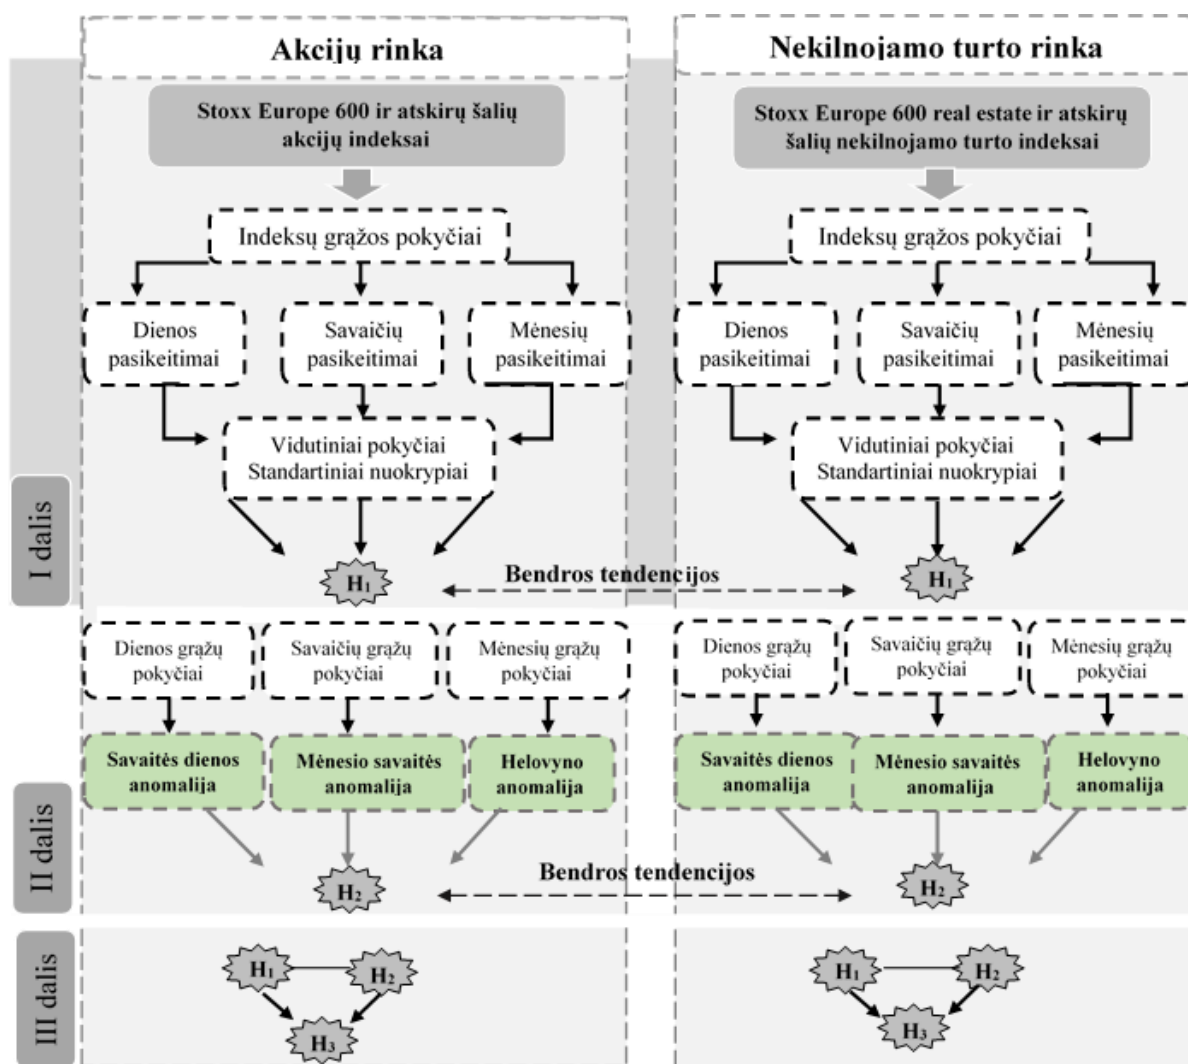 Akcijų rinka
Nekilnojamo turto rinka
Stoxx Europe 600 ir atskirų šalių
akcijų indeksai
Stoxx Europe 600 real estate ir atskirų
šalių nekilnojamo turto indeksai
Indeksų grąžos pokyčiai
Indeksų grąžos pokyčiai
Dienos
pasikeitimai
Savaičių
pasikeitimai
Mėnesių
pasikeitimai
Dienos
pasikeitimai
Savaičių
pasikeitimai
Mėnesių
pasikeitimai
Vidutiniai pokyčiai
Standartiniai nuokrypiai
Vidutiniai pokyčiai
Standartiniai nuokrypiai
I dalis
H₁
Bendros tendencijos
H₁
Dienos grąžų
pokyčiai
Savaičių grąžų
pokyčiai
Mėnesių grąžų
pokyčiai
Dienos grąžų
pokyčiai
Savaičių grąžų
pokyčiai
Mėnesių grąžų
pokyčiai
Savaitės dienos
anomalija
Mėnesio savaitės
anomalija
Helovyno
anomalija
Savaitės dienos
anomalija
Mėnesio savaitės
anomalija
Helovyno
anomalija
II dalis
H₂
Bendros tendencijos
H₂
III dalis
H₁
H₂
H₃
H₁
H₂
H₃